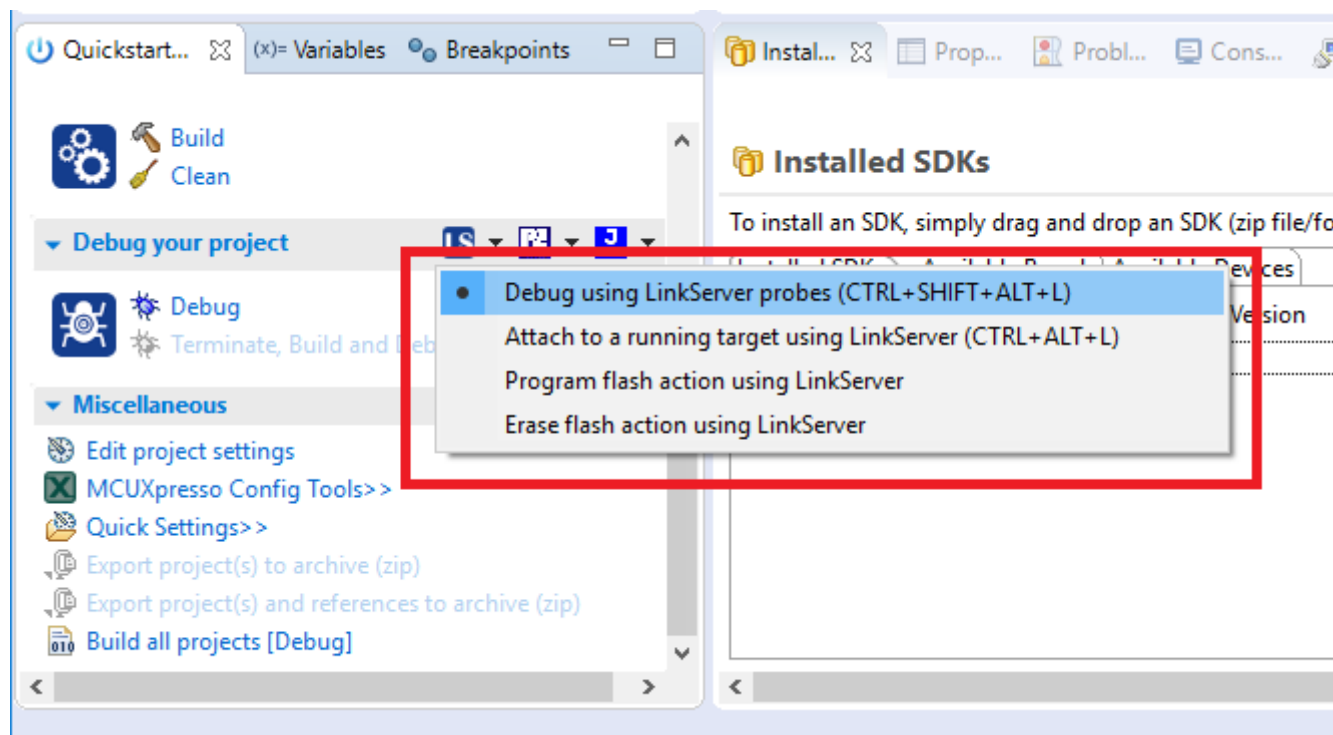 Quickstart...
(x)= Variables
Breakpoints
Instal...
Prop...
Probl...
Cons...
Build
Clean
Installed SDKs
To install an SDK, simply drag and drop an SDK (zip file/fo
Debug your project
LS
J
Devices
Debug using LinkServer probes (CTRL+SHIFT+ALT+L)
Debug
Version
Attach to a running target using LinkServer (CTRL+ALT+L)
Terminate, Build and Deb
Program flash action using LinkServer
Miscellaneous
Erase flash action using LinkServer
Edit project settings
MCUXpresso Config Tools>>
Quick Settings>>
Export project(s) to archive (zip)
Export project(s) and references to archive (zip)
010
Build all projects [Debug]